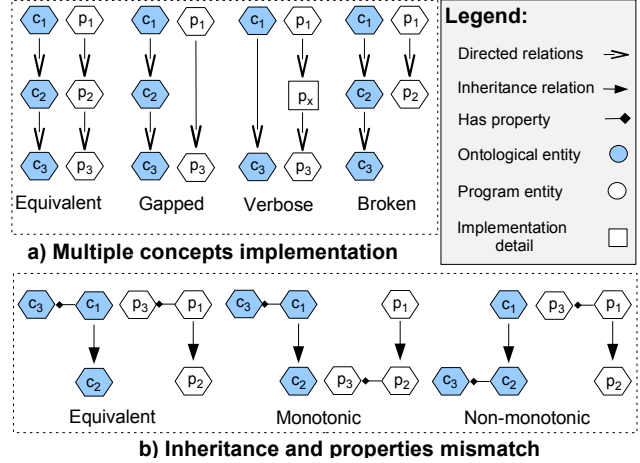 c1 p1 c1 p1 c1 p1 c1 p1
c2 p2 c2 px c2 p2
c3 p3 c3 p3 c3 p3 c3
Equivalent Gapped Verbose Broken
a) Multiple concepts implementation
Legend:
Directed relations
Inheritance relation
Has property
Ontological entity
Program entity
Implementation
detail
c3 c1 p3 p1 c3 c1 p1 c1 p3 p1
c2 p2 c2 p3 p2 c3 c2 p2
Equivalent Monotonic Non-monotonic
b) Inheritance and properties mismatch